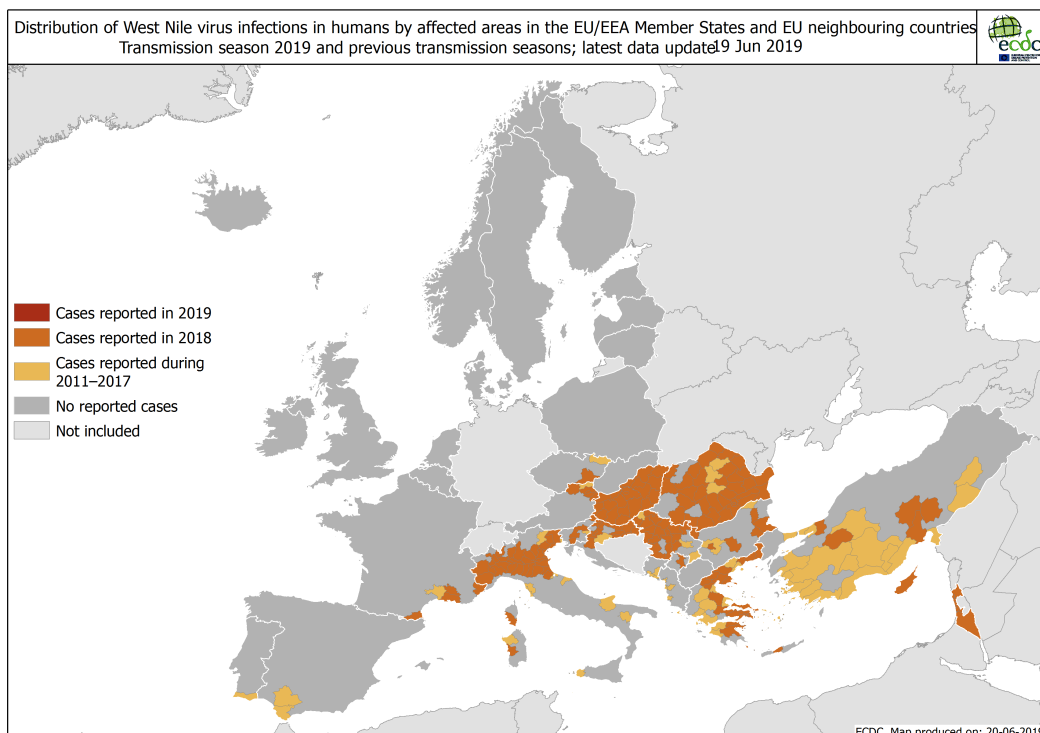 Distribution of West Nile virus infections in humans by affected areas in the EU/EEA Member States and EU neighbouring countries
Transmission season 2019 and previous transmission seasons; latest data update19 Jun 2019
ecdc
Cases reported in 2019
Cases reported in 2018
Cases reported during
2011–2017
No reported cases
Not included
ECDC. Map produced on: 20-06-2019